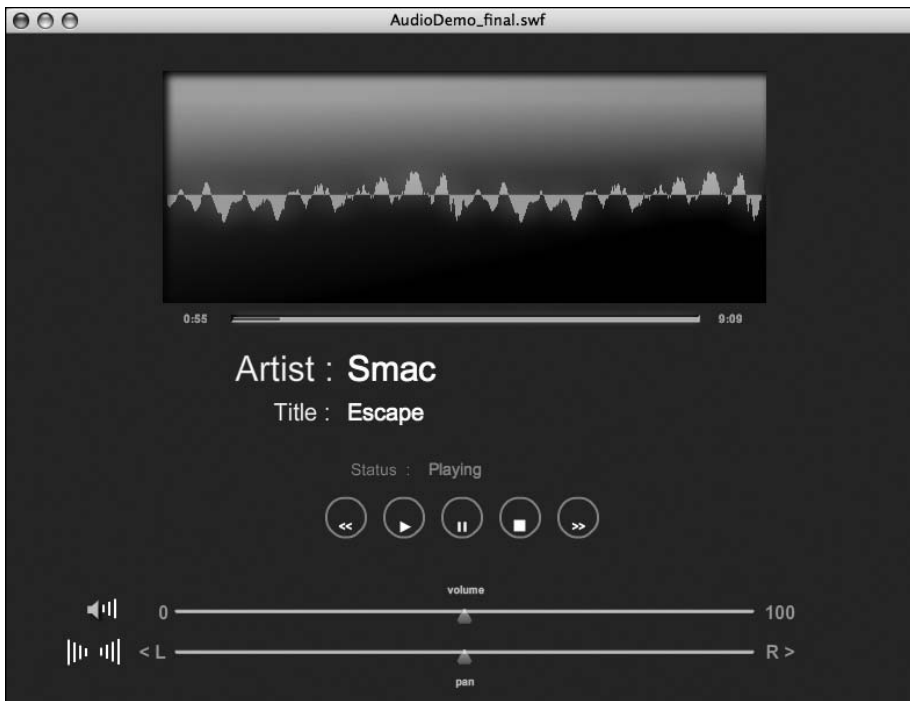 AudioDemo_final.swf
0:55 9:09
Artist : Smac
Title : Escape
Status : Playing
<< >>
volume
0 100
< L R >
pan